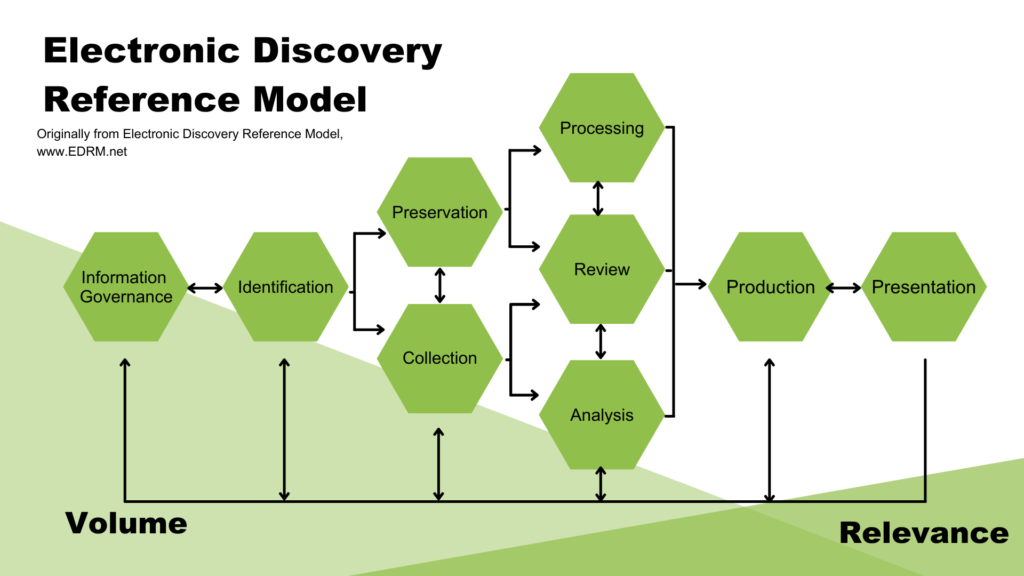 Electronic Discovery
Reference Model
Originally from Electronic Discovery Reference Model,
www.EDRM.net
Information
Governance
Identification
Preservation
Collection
Processing
Review
Analysis
Production
Presentation
Volume
Relevance